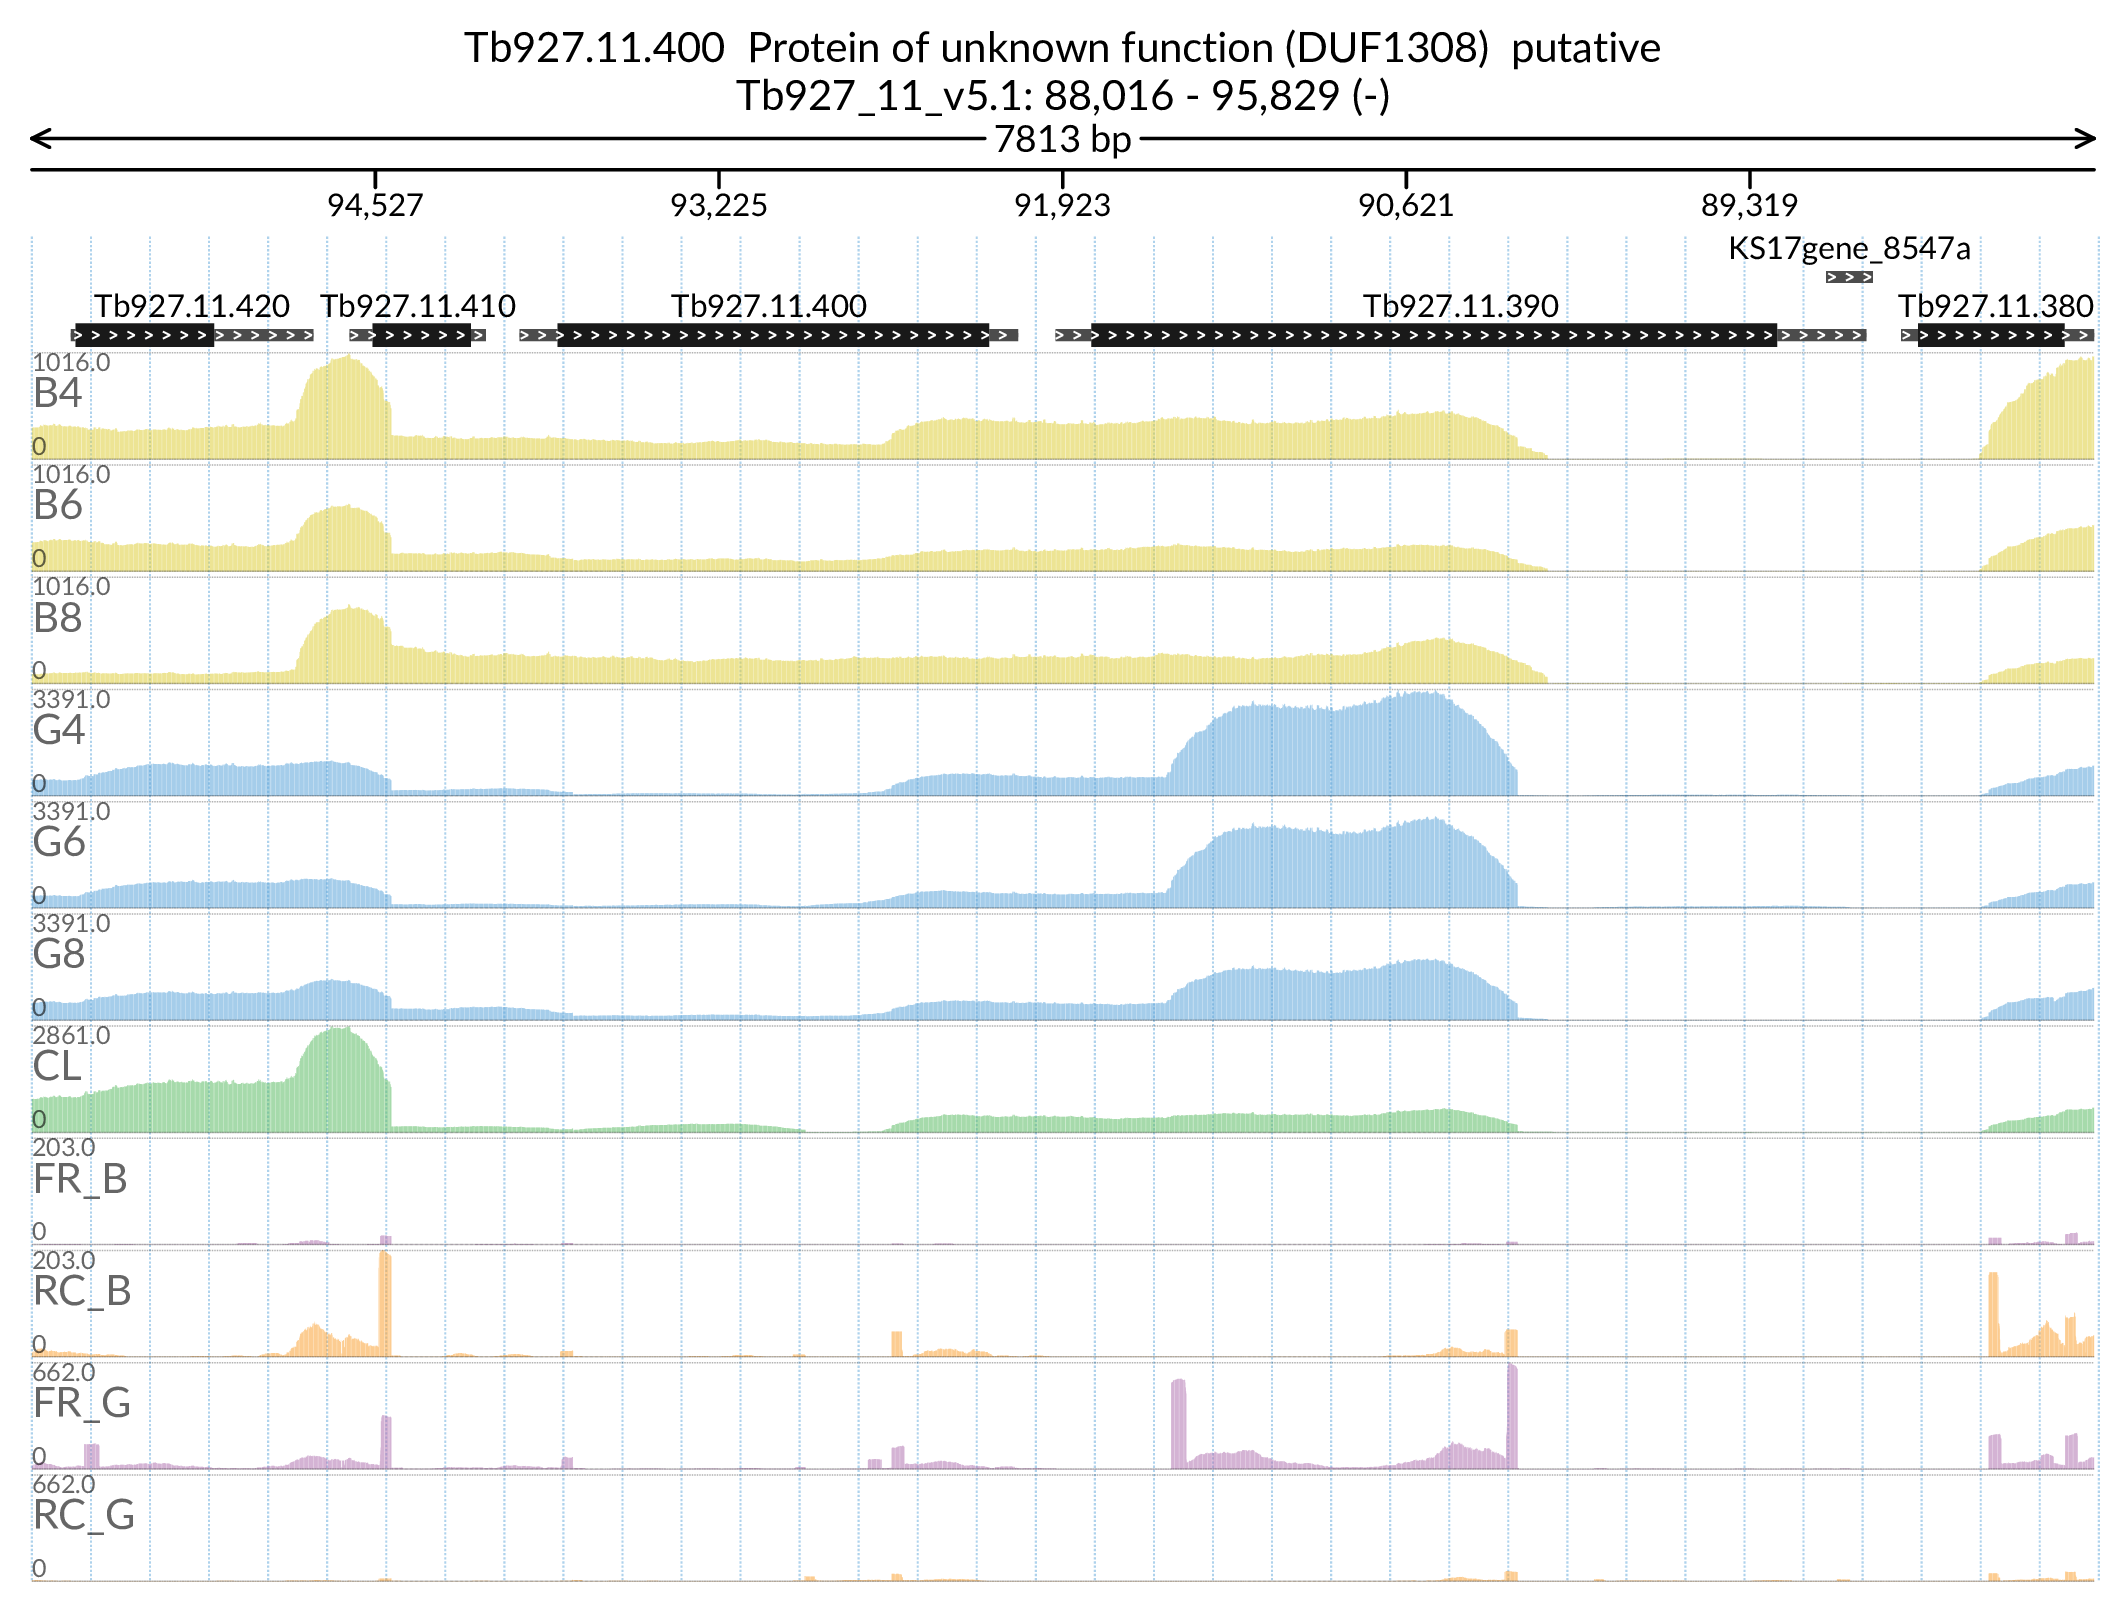 Tb927.11.400  Protein of unknown function (DUF1308)  putative
Tb927_11_v5.1: 88,016 - 95,829 (-)
7813 bp
94,527 93,225 91,923 90,621 89,319
KS17gene_8547a
Tb927.11.420 Tb927.11.410 Tb927.11.400 Tb927.11.390 Tb927.11.380
1016.0
B4
0
1016.0
B6
0
1016.0
B8
0
3391.0
G4
0
3391.0
G6
0
3391.0
G8
0
2861.0
CL
0
203.0
FR_B
0
203.0
RC_B
0
662.0
FR_G
0
662.0
RC_G
0